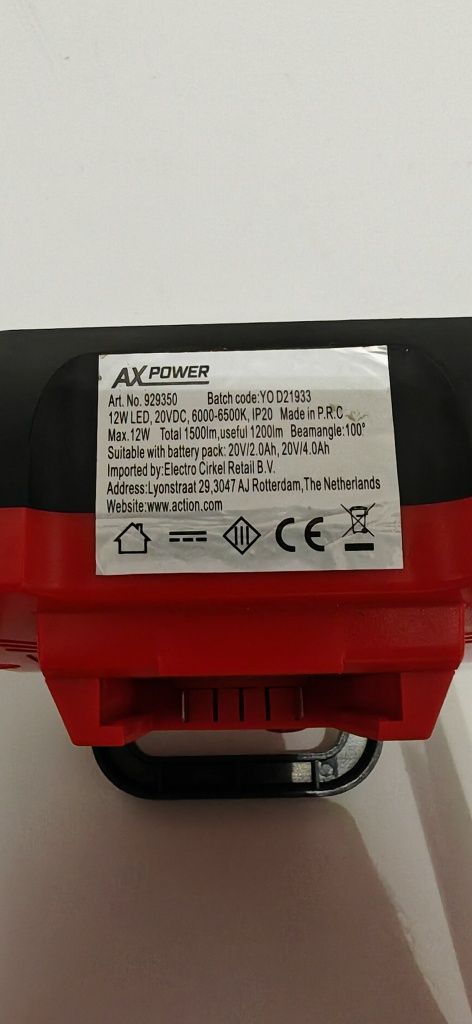 AX POWER
Art. No. 929350 Batch code:YO D21933
12W LED, 20VDC, 6000-6500K, IP20 Made in P.R.C
Max.12W Total 1500lm,useful 1200lm Beamangle:100°
Suitable with battery pack: 20V/2.0Ah, 20V/4.0Ah
Imported by:Electro Cirkel Retail B.V.
Address:Lyonstraat 29,3047 AJ Rotterdam,The Netherlands
Website:www.action.com
CE